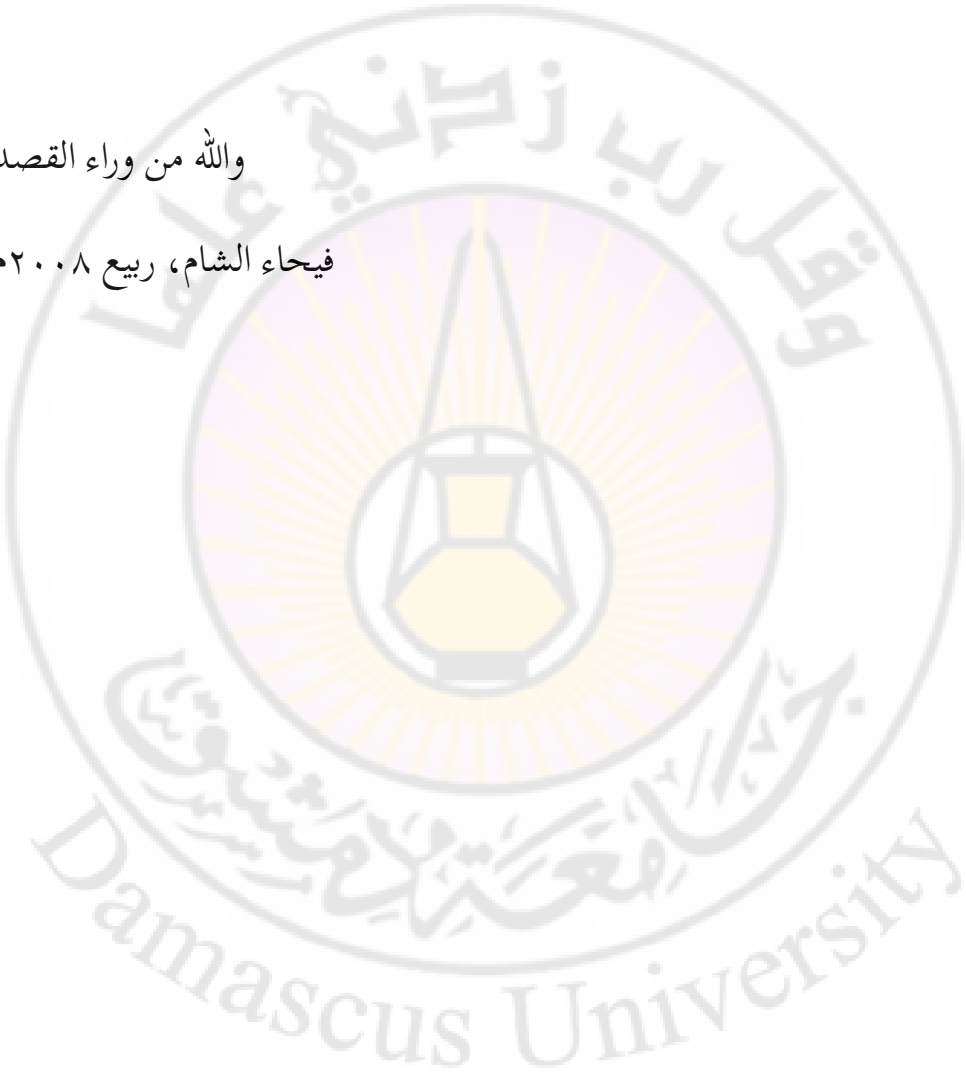 والله من وراء القصد
فيحاء الشام، ربيع ٢٠٠٨م
وقل رب زدني علما
جامعة دمشق
Damascus University